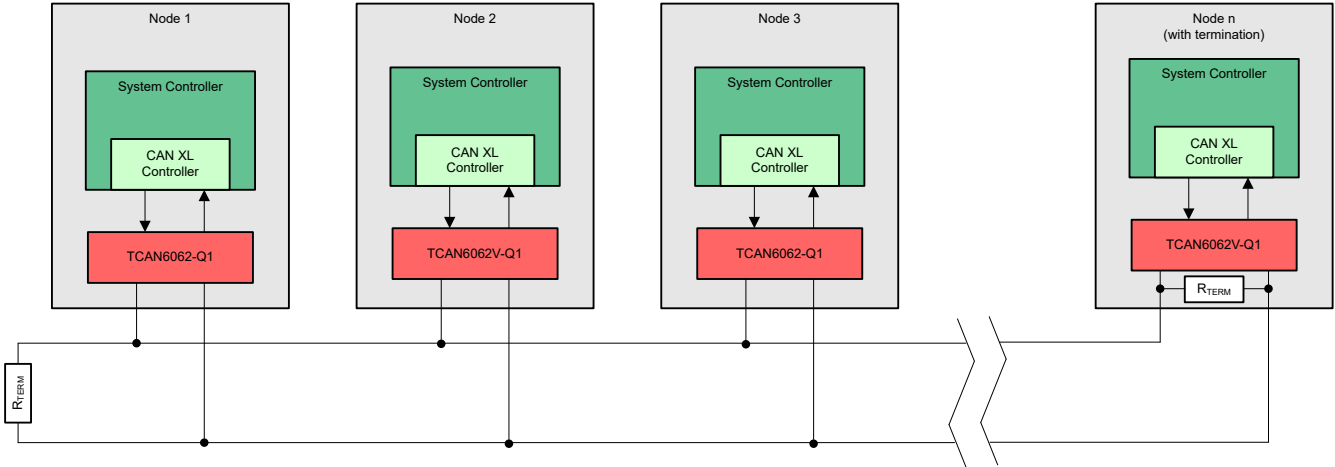 Node 1
System Controller
CAN XL
Controller
TCAN6062-Q1
Node 2
System Controller
CAN XL
Controller
TCAN6062V-Q1
Node 3
System Controller
CAN XL
Controller
TCAN6062-Q1
Node n
(with termination)
System Controller
CAN XL
Controller
TCAN6062V-Q1
RTERM
RTERM